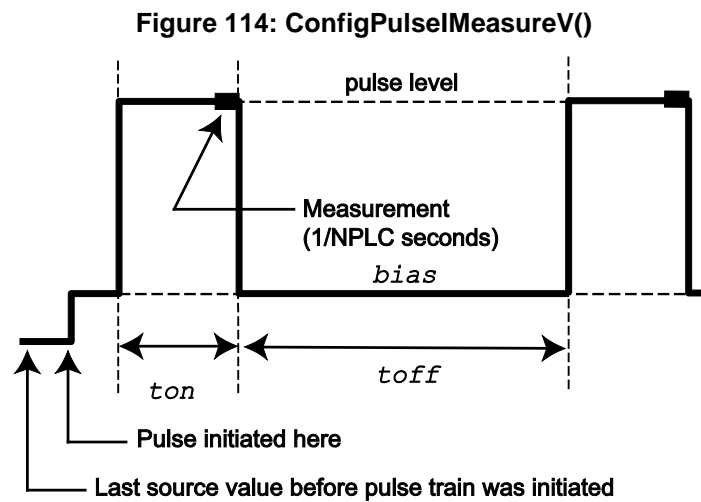 Figure 114: ConfigPulseIMeasureV()
pulse level
Measurement
(1/NPLC seconds)
bias
ton
toff
Pulse initiated here
Last source value before pulse train was initiated